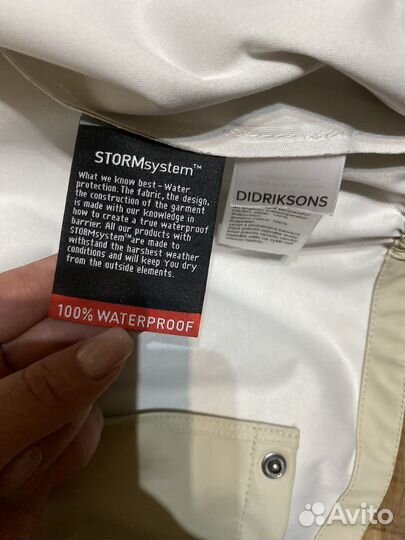 STORMsystem™
What we know best - Water
protection. The fabric, the design,
the construction of the garment
is made with our knowledge in
how to create a true waterproof
barrier. All our products with
STORMsystem™ are made to
withstand the harshest weather
conditions and will keep You dry
from the outside elements.
100% WATERPROOF
DIDRIKSONS
Avito